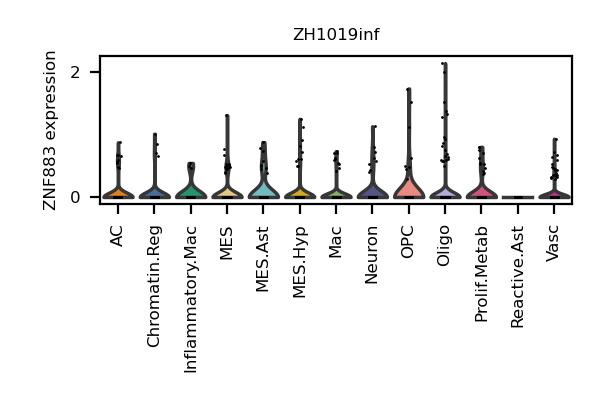 ZH1019inf
ZNF883 expression
2
0
AC
Chromatin.Reg
Inflammatory.Mac
MES
MES.Ast
MES.Hyp
Mac
Neuron
OPC
Oligo
Prolif.Metab
Reactive.Ast
Vasc